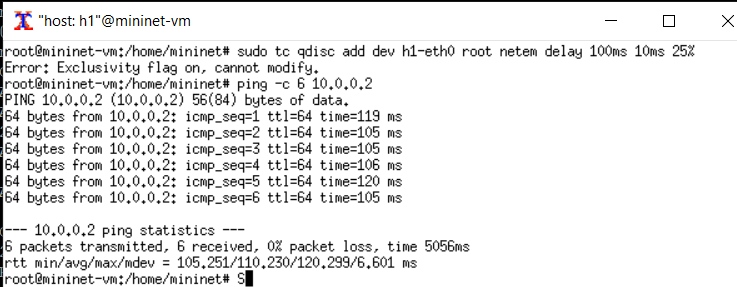 "host: h1"@mininet-vm
root@mininet-vm:/home/mininet# sudo tc qdisc add dev h1-eth0 root netem delay 100ms 10ms 25%
Error: Exclusivity flag on, cannot modify.
root@mininet-vm:/home/mininet# ping -c 6 10.0.0.2
PING 10.0.0.2 (10.0.0.2) 56(84) bytes of data.
64 bytes from 10.0.0.2: icmp_seq=1 ttl=64 time=119 ms
64 bytes from 10.0.0.2: icmp_seq=2 ttl=64 time=105 ms
64 bytes from 10.0.0.2: icmp_seq=3 ttl=64 time=105 ms
64 bytes from 10.0.0.2: icmp_seq=4 ttl=64 time=106 ms
64 bytes from 10.0.0.2: icmp_seq=5 ttl=64 time=120 ms
64 bytes from 10.0.0.2: icmp_seq=6 ttl=64 time=105 ms
--- 10.0.0.2 ping statistics ---
6 packets transmitted, 6 received, 0% packet loss, time 5056ms
rtt min/avg/max/mdev = 105.251/110.230/120.299/6.601 ms
root@mininet-vm:/home/mininet# S